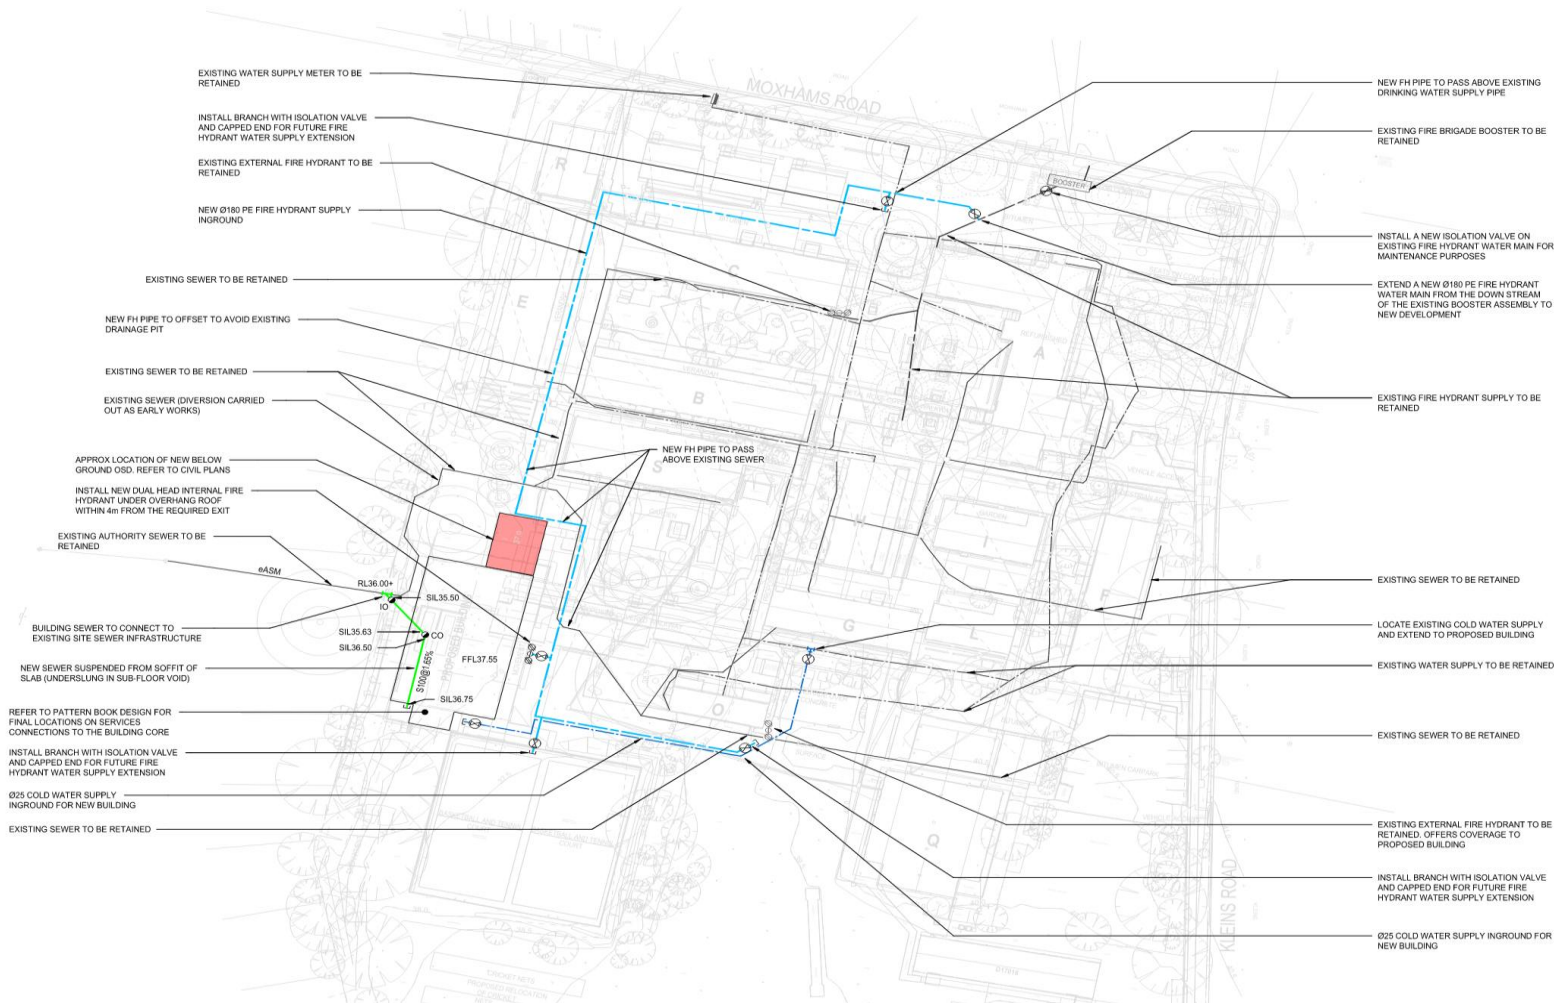 EXISTING WATER SUPPLY METER TO BE
RETAINED
INSTALL BRANCH WITH ISOLATION VALVE
AND CAPPED END FOR FUTURE FIRE
HYDRANT WATER SUPPLY EXTENSION
EXISTING EXTERNAL FIRE HYDRANT TO BE
RETAINED
NEW Ø180 PE FIRE HYDRANT SUPPLY
INGROUND
EXISTING SEWER TO BE RETAINED
NEW FH PIPE TO OFFSET TO AVOID EXISTING
DRAINAGE PIT
EXISTING SEWER TO BE RETAINED
EXISTING SEWER (DIVERSION CARRIED
OUT AS EARLY WORKS)
APPROX LOCATION OF NEW BELOW
GROUND OSD. REFER TO CIVIL PLANS
INSTALL NEW DUAL HEAD INTERNAL FIRE
HYDRANT UNDER OVERHANG ROOF
WITHIN 4m FROM THE REQUIRED EXIT
EXISTING AUTHORITY SEWER TO BE
RETAINED
BUILDING SEWER TO CONNECT TO
EXISTING SITE SEWER INFRASTRUCTURE
NEW SEWER SUSPENDED FROM SOFFIT OF
SLAB (UNDERSLUNG IN SUB-FLOOR VOID)
REFER TO PATTERN BOOK DESIGN FOR
FINAL LOCATIONS ON SERVICES
CONNECTIONS TO THE BUILDING CORE
INSTALL BRANCH WITH ISOLATION VALVE
AND CAPPED END FOR FUTURE FIRE
HYDRANT WATER SUPPLY EXTENSION
Ø25 COLD WATER SUPPLY
INGROUND FOR NEW BUILDING
EXISTING SEWER TO BE RETAINED
MOXHAMS ROAD
BOOSTER
R
E
C
B
S
A
H
I
G
L
O
Q
NEW FH PIPE TO PASS
ABOVE EXISTING SEWER
eASM
RL36.00+
IO
SIL35.50
SIL35.63
CO
SIL36.50
S100@1.65%
FFL37.55
SIL36.75
KLEINS ROAD
CRICKET NETS
PROPOSED RELOCATION
NEW FH PIPE TO PASS ABOVE EXISTING
DRINKING WATER SUPPLY PIPE
EXISTING FIRE BRIGADE BOOSTER TO BE
RETAINED
INSTALL A NEW ISOLATION VALVE ON
EXISTING FIRE HYDRANT WATER MAIN FOR
MAINTENANCE PURPOSES
EXTEND A NEW Ø180 PE FIRE HYDRANT
WATER MAIN FROM THE DOWN STREAM
OF THE EXISTING BOOSTER ASSEMBLY TO
NEW DEVELOPMENT
EXISTING FIRE HYDRANT SUPPLY TO BE
RETAINED
EXISTING SEWER TO BE RETAINED
LOCATE EXISTING COLD WATER SUPPLY
AND EXTEND TO PROPOSED BUILDING
EXISTING WATER SUPPLY TO BE RETAINED
EXISTING SEWER TO BE RETAINED
EXISTING EXTERNAL FIRE HYDRANT TO BE
RETAINED. OFFERS COVERAGE TO
PROPOSED BUILDING
INSTALL BRANCH WITH ISOLATION VALVE
AND CAPPED END FOR FUTURE FIRE
HYDRANT WATER SUPPLY EXTENSION
Ø25 COLD WATER SUPPLY INGROUND FOR
NEW BUILDING